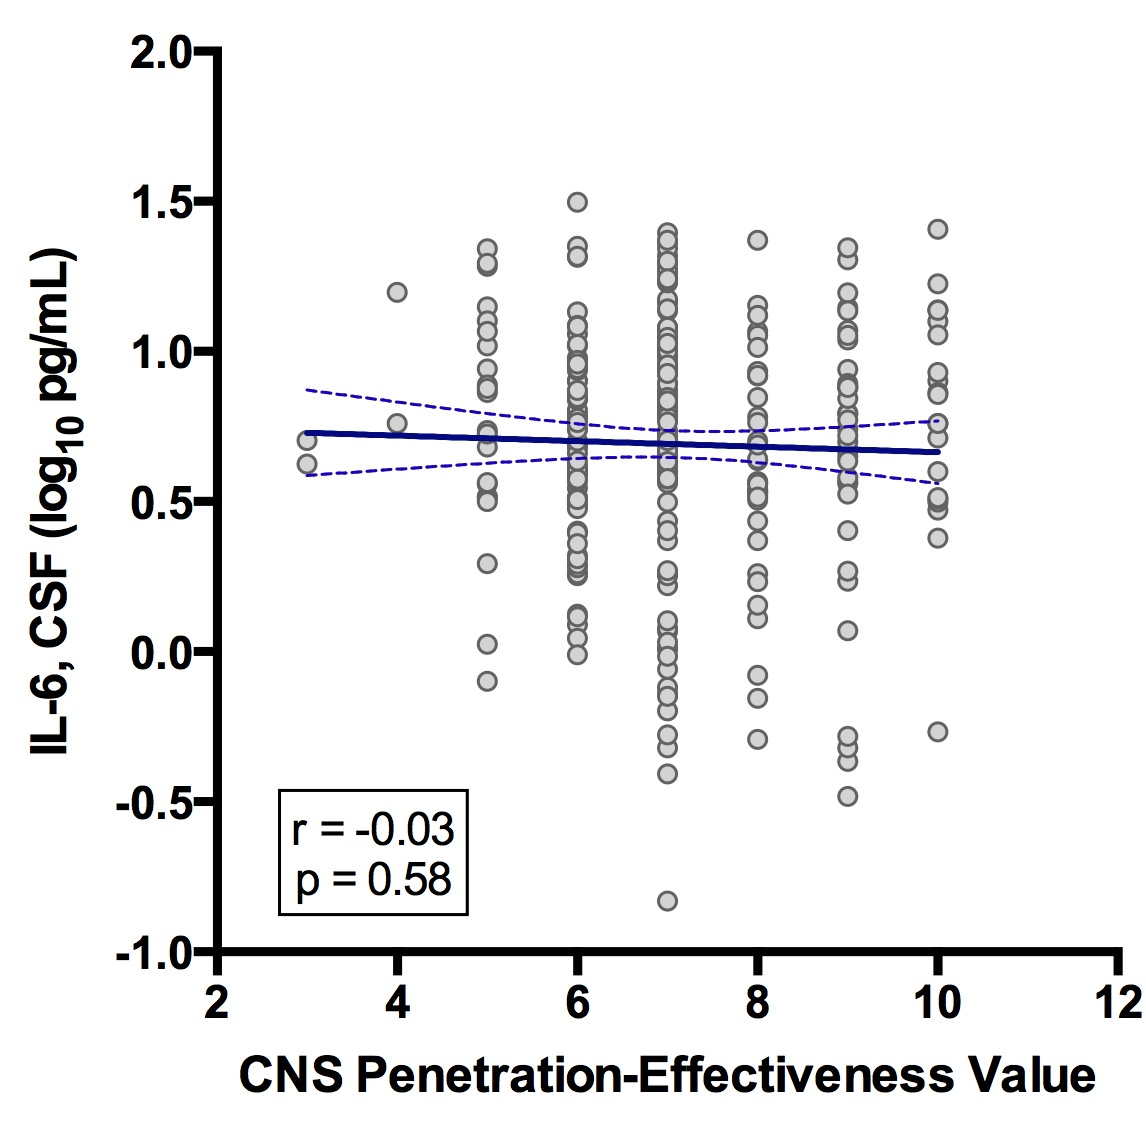 2.0
1.5
1.0
0.5
0.0
-0.5
-1.0
IL-6, CSF (log10 pg/mL)
r = -0.03
p = 0.58
2 4 6 8 10 12
CNS Penetration-Effectiveness Value